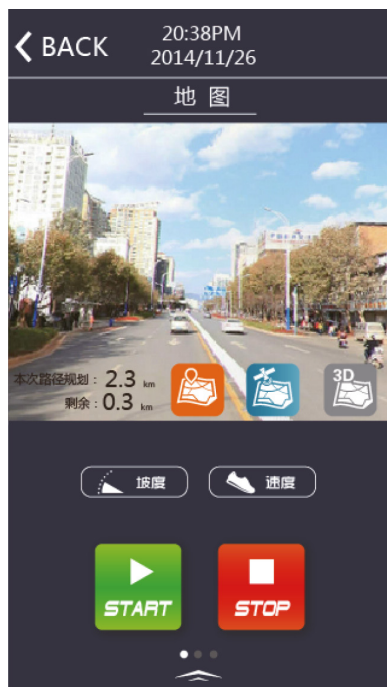 BACK
20:38PM
2014/11/26
地图
本次路径规划：2.3 km
剩余：0.3 km
3D
坡度
速度
START
STOP